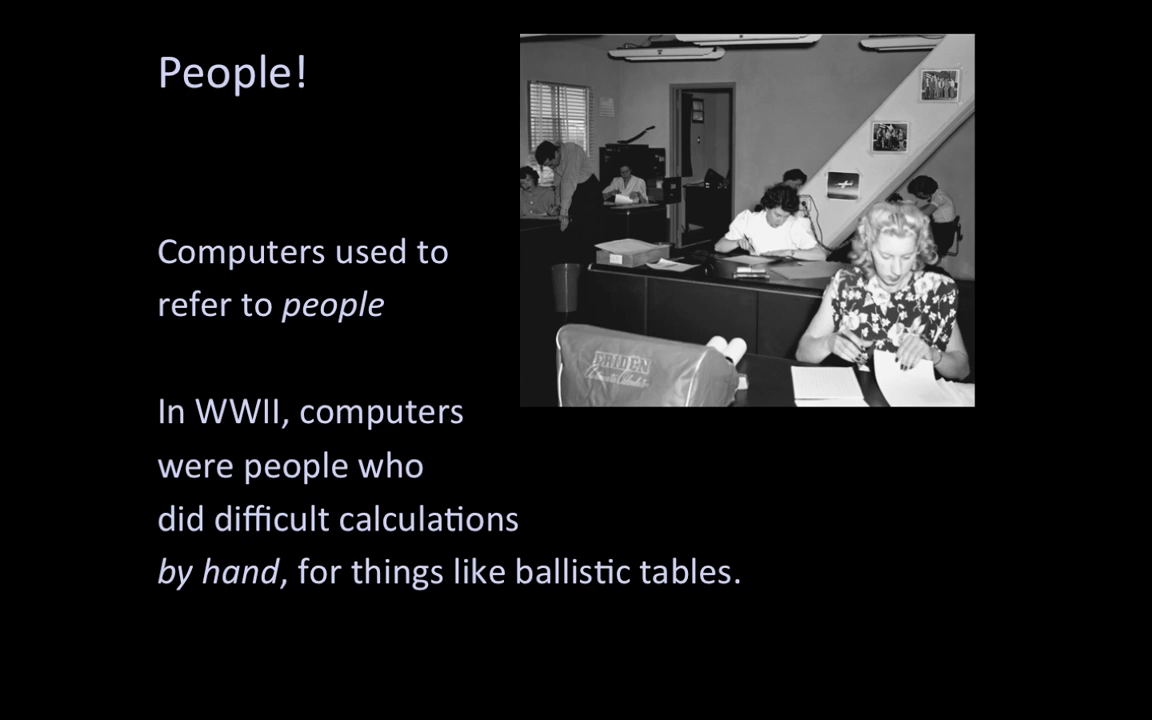 People!
Computers used to
refer to people
In WWII, computers
were people who
did difficult calculations
by hand, for things like ballistic tables.
FRIDEN